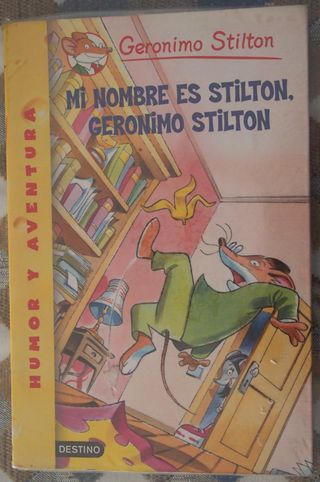 Geronimo Stilton
MI NOMBRE ES STILTON,
GERONIMO STILTON
HUMOR Y AVENTURA
DESTINO